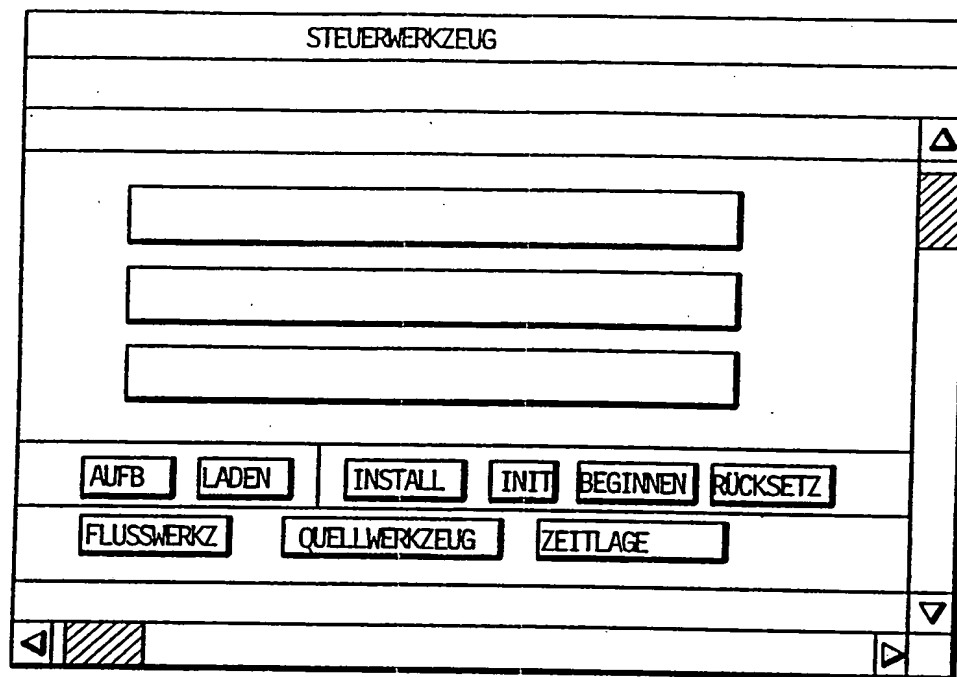 STEUERWERKZEUG
AUFB LADEN INSTALL INIT BEGINNEN RÜCKSETZ
FLUSSWERKZ QUELLWERKZEUG ZEITLAGE